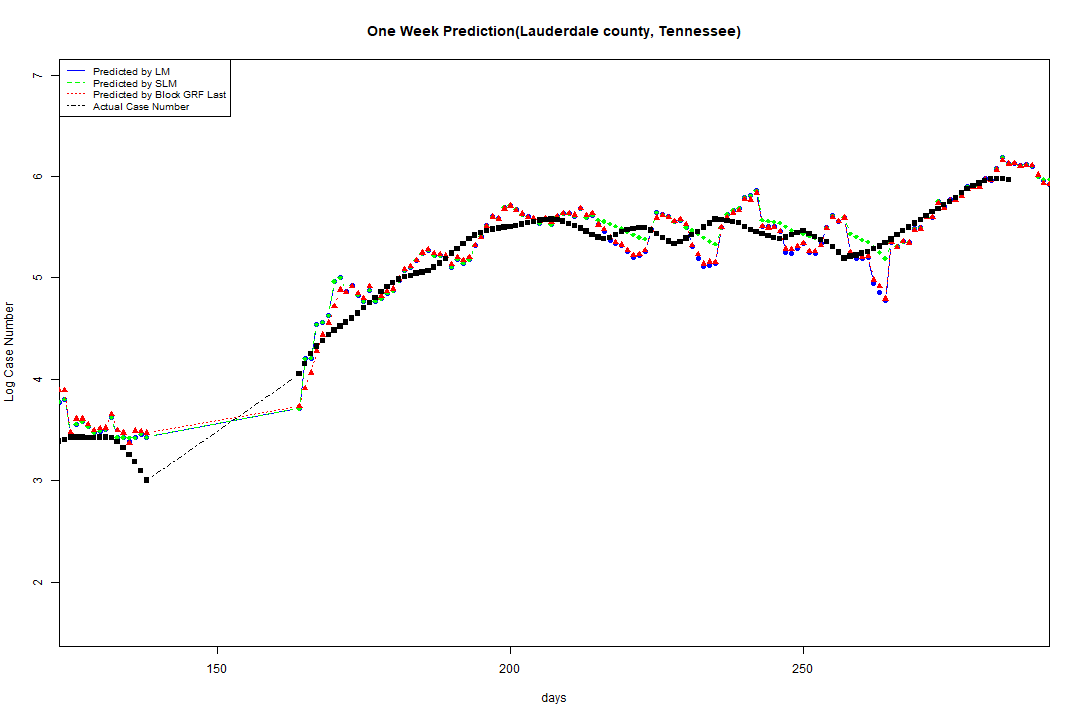 One Week Prediction(Lauderdale county, Tennessee)
Predicted by LM
Predicted by SLM
Predicted by Block GRF Last
Actual Case Number
7
6
5
4
3
2
Log Case Number
150
200
250
days